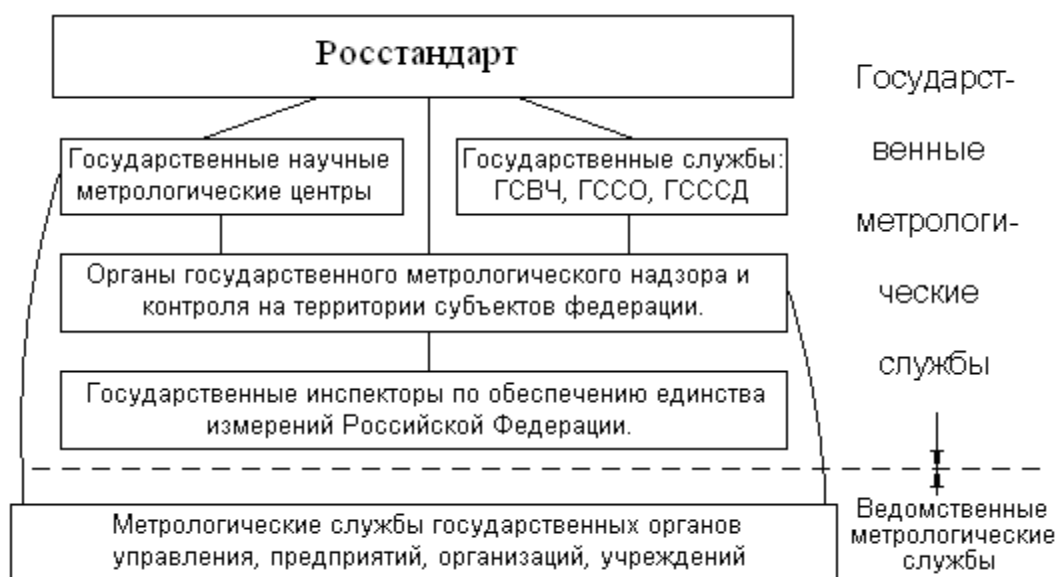 Росстандарт
Государственные научные
метрологические центры
Государственные службы:
ГСВЧ, ГССО, ГСССД
Органы государственного метрологического надзора и
контроля на территории субъектов федерации.
Государственные инспекторы по обеспечению единства
измерений Российской Федерации.
Метрологические службы государственных органов
управления, предприятий, организаций, учреждений
Государст-
венные
метрологи-
ческие
службы
Ведомственные
метрологические
службы